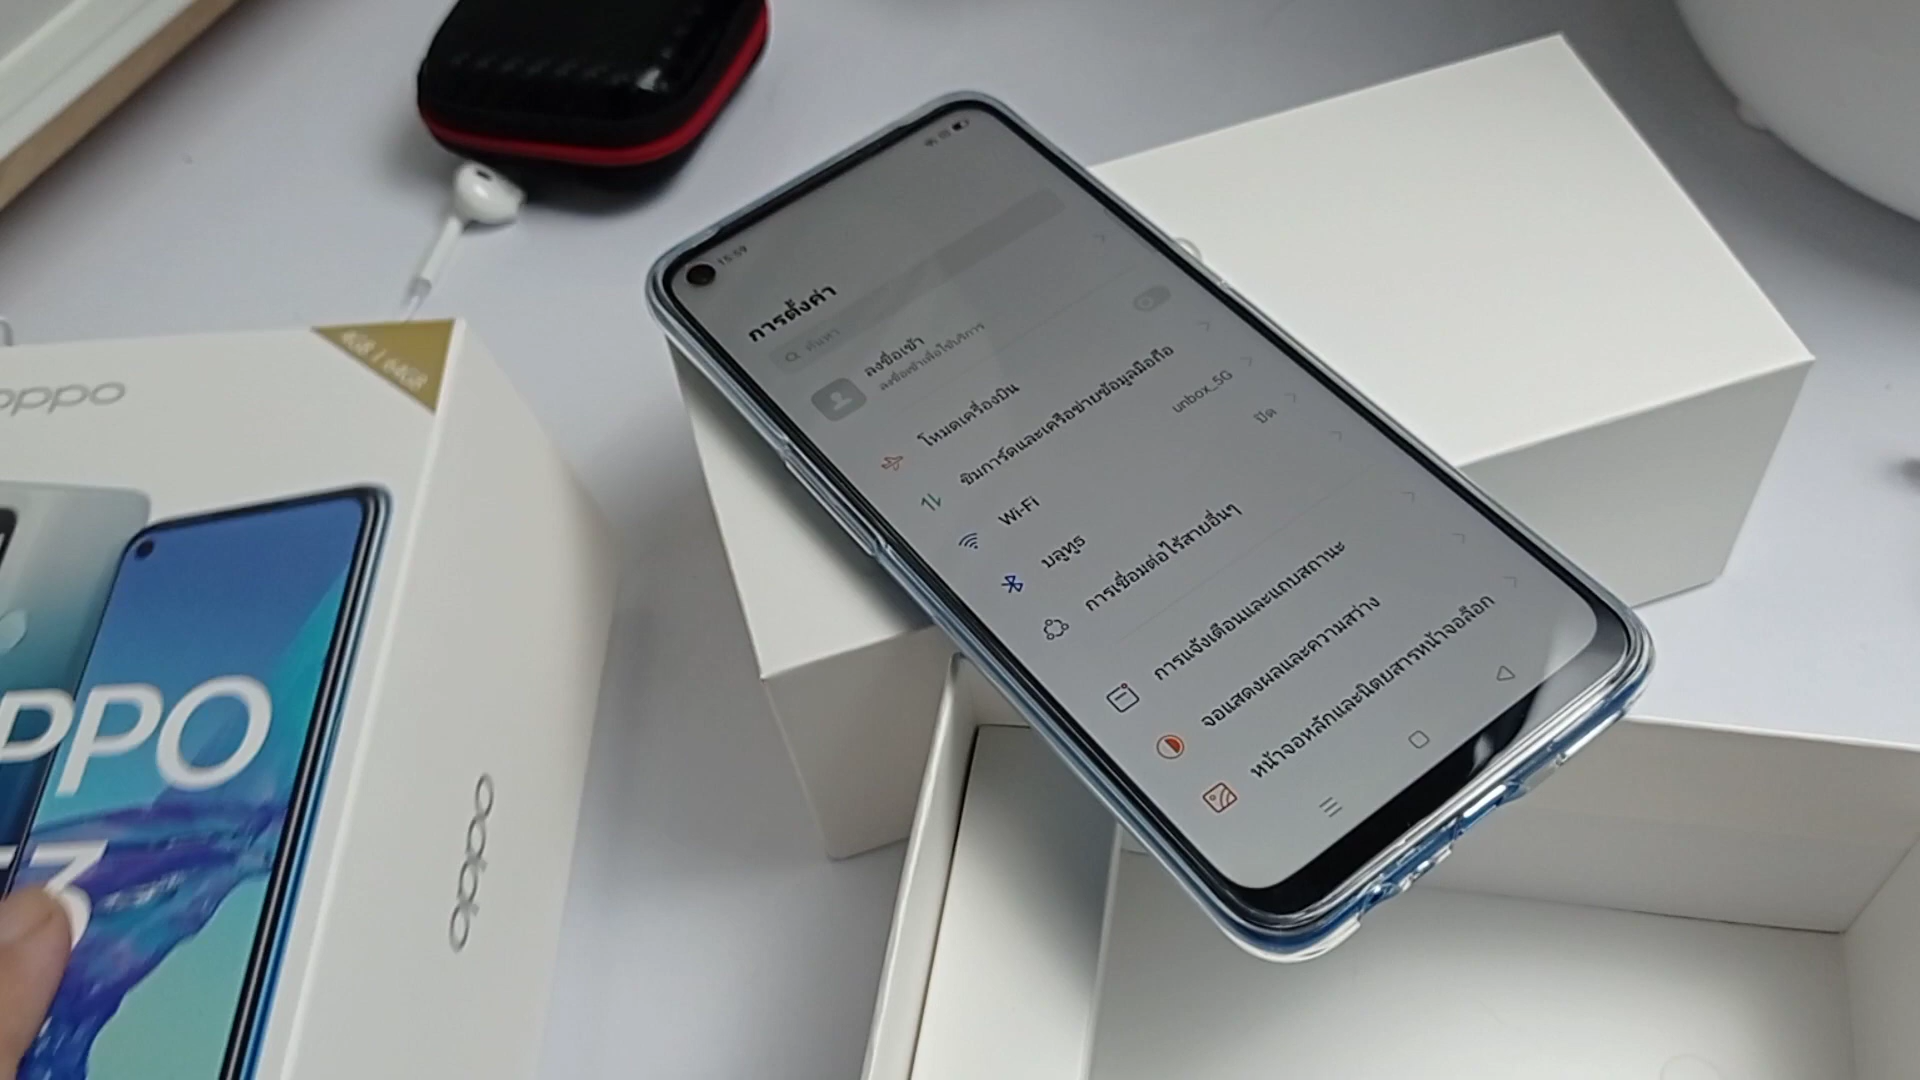 oppo
4GB / 64GB
PPO
3
oppo
15:59
การตั้งค่า
ค้นหา
ลงชื่อเข้า
ลงชื่อเข้าเพื่อใช้บริการ
โหมดเครื่องบิน
ซิมการ์ดและเครือข่ายข้อมูลมือถือ
Wi-Fi
unbox_5G
บลูทูธ
ปิด
การเชื่อมต่อไร้สายอื่นๆ
การแจ้งเตือนและแถบสถานะ
จอแสดงผลและความสว่าง
หน้าจอหลักและนิตยสารหน้าจอล็อก